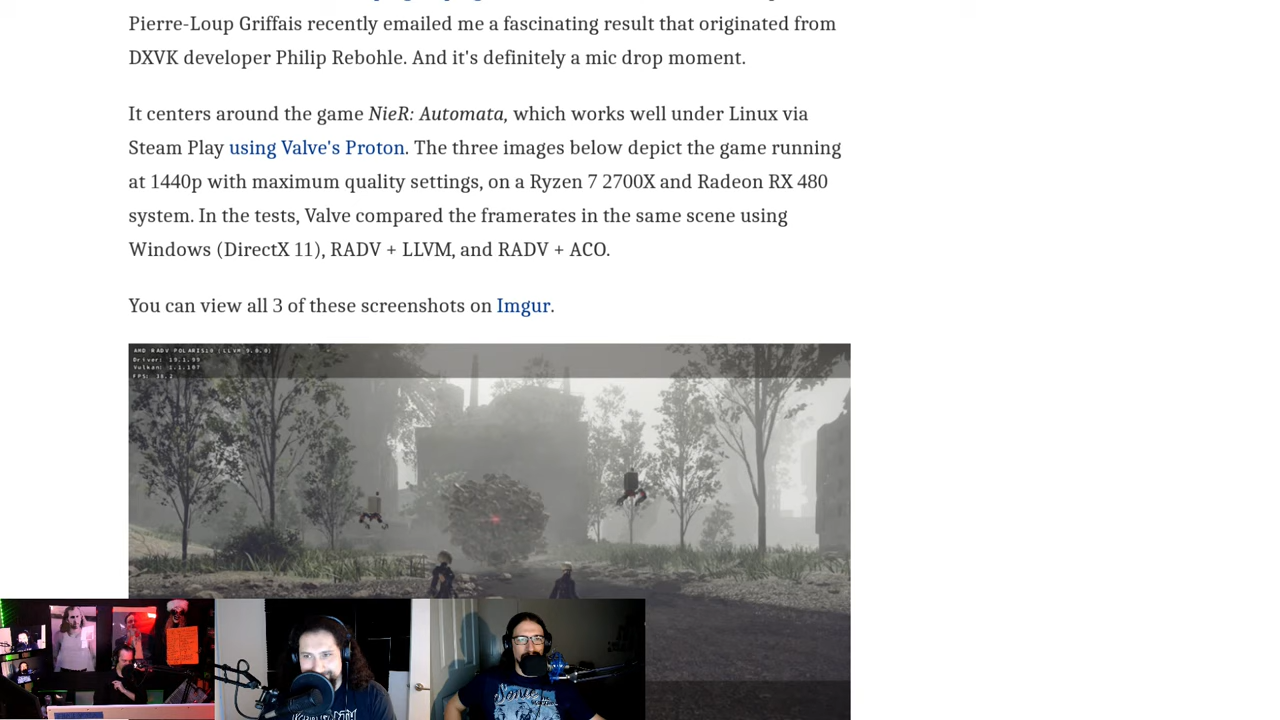 Pierre-Loup Griffais recently emailed me a fascinating result that originated from
DXVK developer Philip Rebohle. And it's definitely a mic drop moment.
It centers around the game NieR: Automata, which works well under Linux via
Steam Play using Valve's Proton. The three images below depict the game running
at 1440p with maximum quality settings, on a Ryzen 7 2700X and Radeon RX 480
system. In the tests, Valve compared the framerates in the same scene using
Windows (DirectX 11), RADV + LLVM, and RADV + ACO.
You can view all 3 of these screenshots on Imgur.
AMD RADV POLARIS10 (LLVM 9.0.0)
Driver: 19.1.99
Vulkan: 1.1.107
FPS:
Sonic